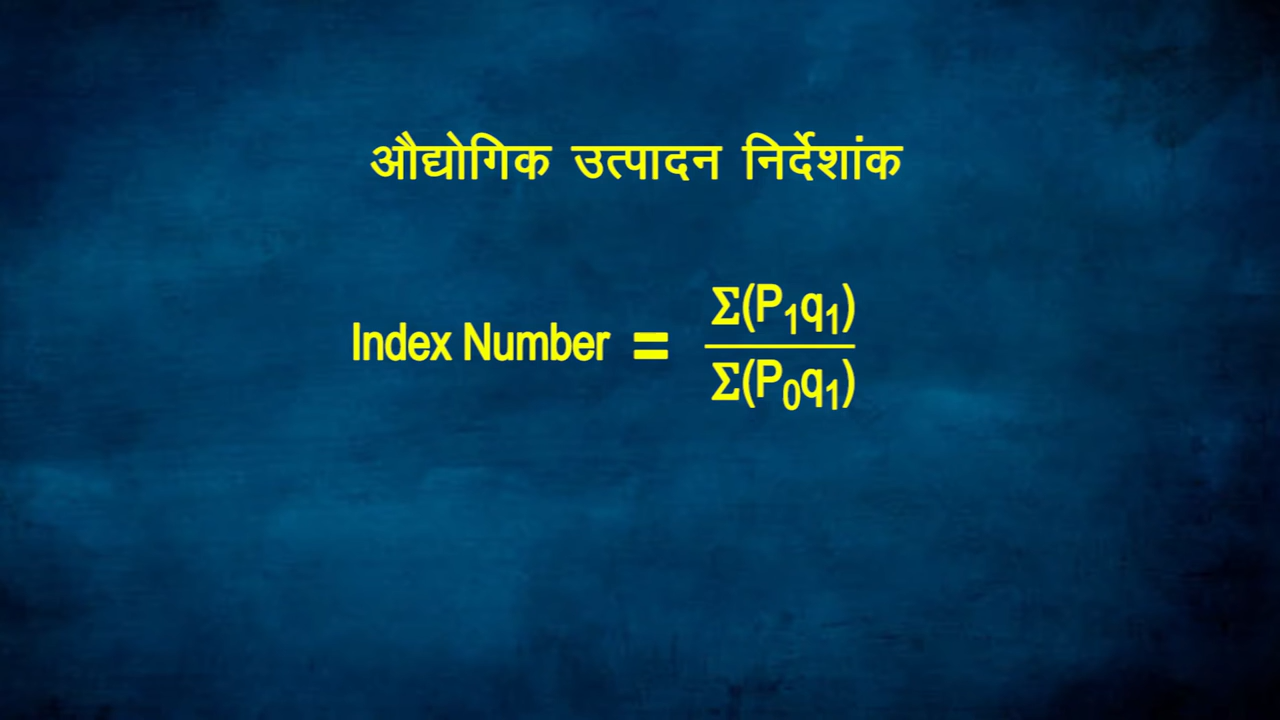 औद्योगिक उत्पादन निर्देशांक
Index Number = Σ(P₁q₁) / Σ(P₀q₁)